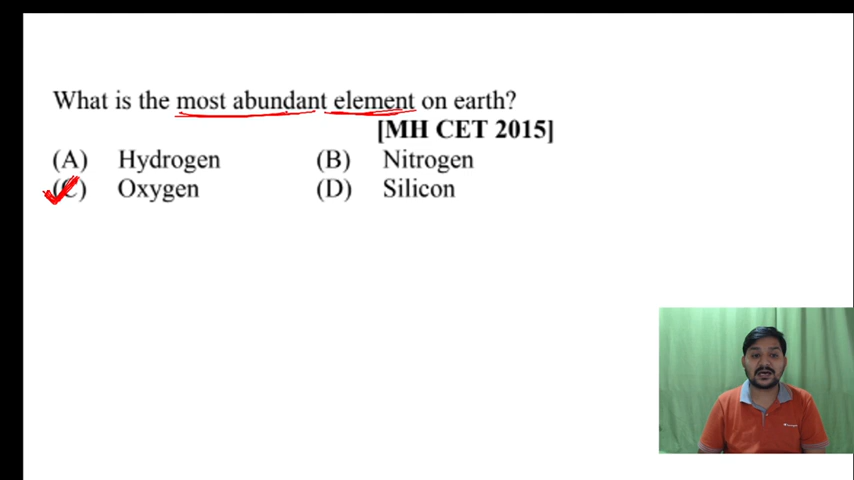 What is the most abundant element on earth?
[MH CET 2015]
(A) Hydrogen (B) Nitrogen
(C) Oxygen (D) Silicon